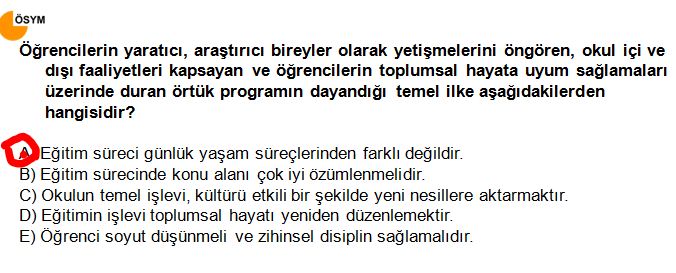 ÖSYM
Öğrencilerin yaratıcı, araştırıcı bireyler olarak yetişmelerini öngören, okul içi ve
dışı faaliyetleri kapsayan ve öğrencilerin toplumsal hayata uyum sağlamaları
üzerinde duran örtük programın dayandığı temel ilke aşağıdakilerden
hangisidir?
A) Eğitim süreci günlük yaşam süreçlerinden farklı değildir.
B) Eğitim sürecinde konu alanı çok iyi özümlenmelidir.
C) Okulun temel işlevi, kültürü etkili bir şekilde yeni nesillere aktarmaktır.
D) Eğitimin işlevi toplumsal hayatı yeniden düzenlemektir.
E) Öğrenci soyut düşünmeli ve zihinsel disiplin sağlamalıdır.